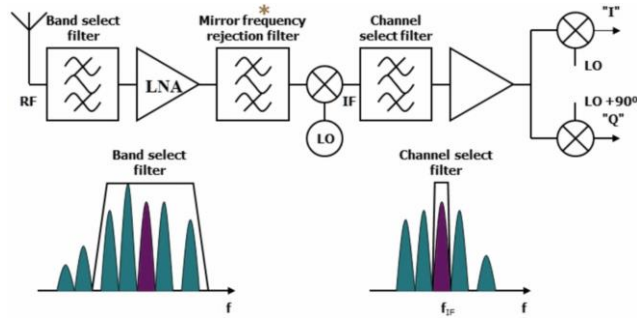 Band select
filter
Mirror frequency
rejection filter
*
Channel
select filter
"I"
LO
RF
LNA
LO
IF
LO +90º
"Q"
Band select
filter
f
Channel select
filter
fIF
f